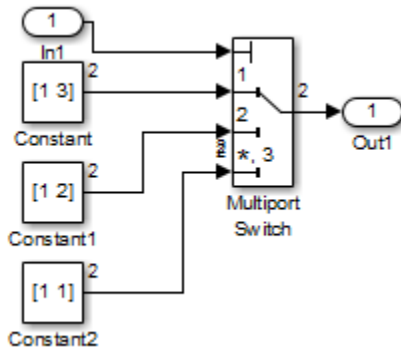 1
In1
2
[1 3]
Constant
2
[1 2]
Constant1
2
[1 1]
Constant2
1
2
*, 3
Multiport
Switch
2
1
Out1